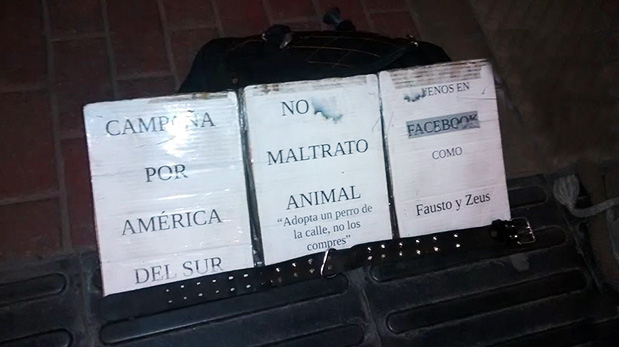 CAMPAÑA
POR
AMÉRICA
DEL SUR
NO
MALTRATO
ANIMAL
“Adopta un perro de
la calle, no los
compres”
EN
FACEBOOK
COMO
Fausto y Zeus